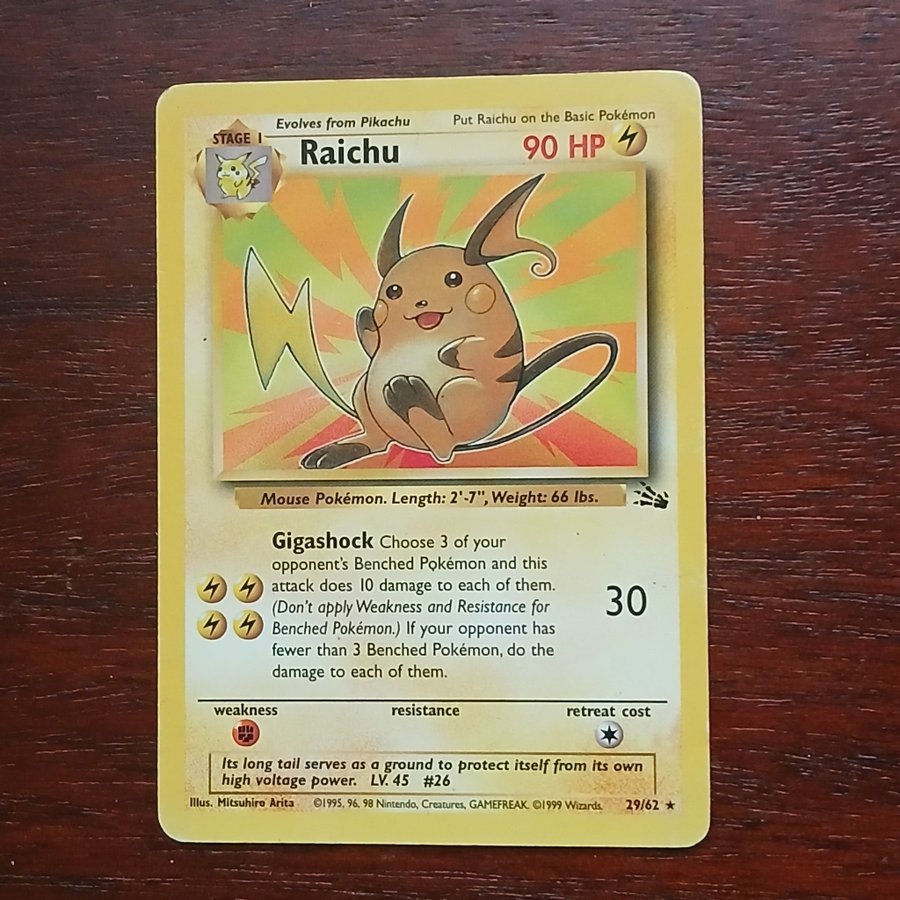 Evolves from Pikachu
Put Raichu on the Basic Pokémon
STAGE 1
Raichu
90 HP
Mouse Pokémon. Length: 2'-7", Weight: 66 lbs.
Gigashock Choose 3 of your
opponent's Benched Pokémon and this
attack does 10 damage to each of them.
(Don't apply Weakness and Resistance for
Benched Pokémon.) If your opponent has
fewer than 3 Benched Pokémon, do the
damage to each of them.
30
weakness
resistance
retreat cost
Its long tail serves as a ground to protect itself from its own
high voltage power. LV. 45 #26
Illus. Mitsuhiro Arita
©1995, 96, 98 Nintendo, Creatures, GAMEFREAK. ©1999 Wizards.
29/62 ★